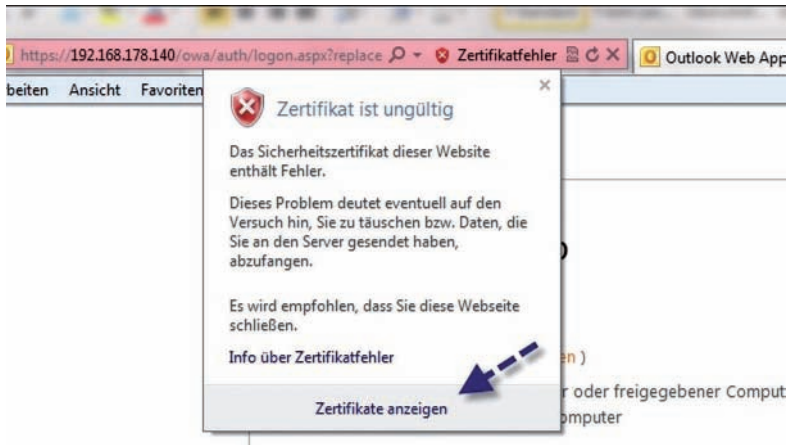 https://192.168.178.140/owa/auth/logon.aspx?replace
Zertifikatfehler
Outlook Web App
beiten Ansicht Favoriten
Zertifikat ist ungültig
Das Sicherheitszertifikat dieser Website
enthält Fehler.
Dieses Problem deutet eventuell auf den
Versuch hin, Sie zu täuschen bzw. Daten, die
Sie an den Server gesendet haben,
abzufangen.
Es wird empfohlen, dass Sie diese Webseite
schließen.
Info über Zertifikatfehler
en )
r oder freigegebener Comput
omputer
Zertifikate anzeigen